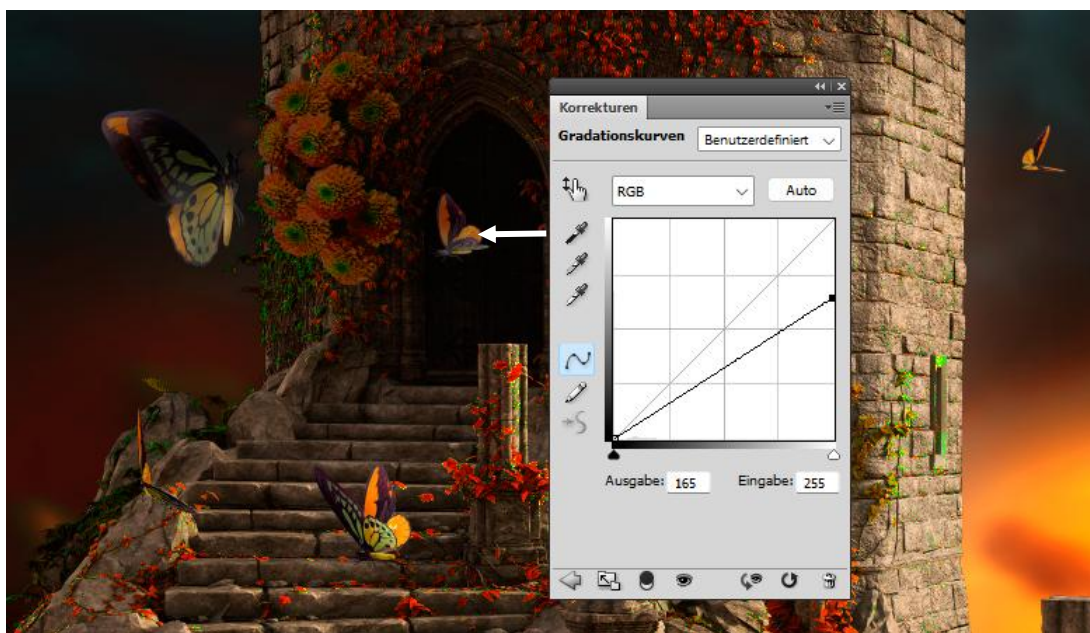 Korrekturen
Gradationskurven Benutzerdefiniert
RGB Auto
Ausgabe: 165 Eingabe: 255